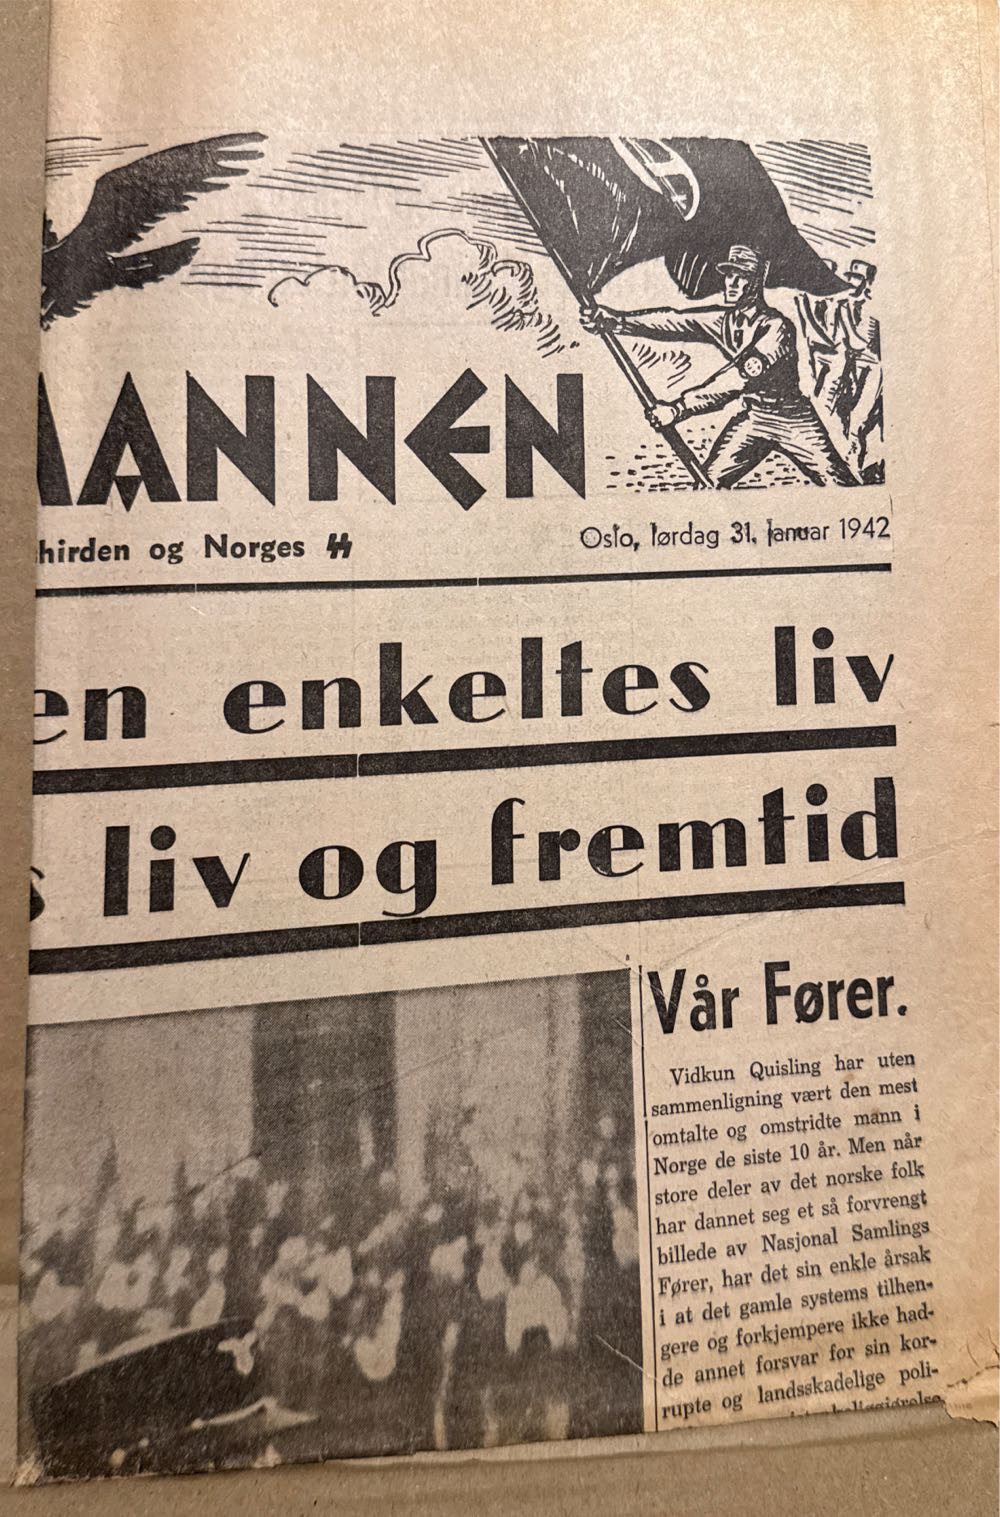 MANNEN
hirden og Norges ᛋᛋ
Oslo, lørdag 31. januar 1942
en enkeltes liv
s liv og fremtid
Vår Fører.
Vidkun Quisling har uten
sammenligning vært den mest
omtalte og omstridte mann i
Norge de siste 10 år. Men når
store deler av det norske folk
har dannet seg et så forvrengt
billede av Nasjonal Samlings
Fører, har det sin enkle årsak
i at det gamle systems tilhen-
gere og forkjempere ikke had-
de annet forsvar for sin kor-
rupte og landsskadelige poli-